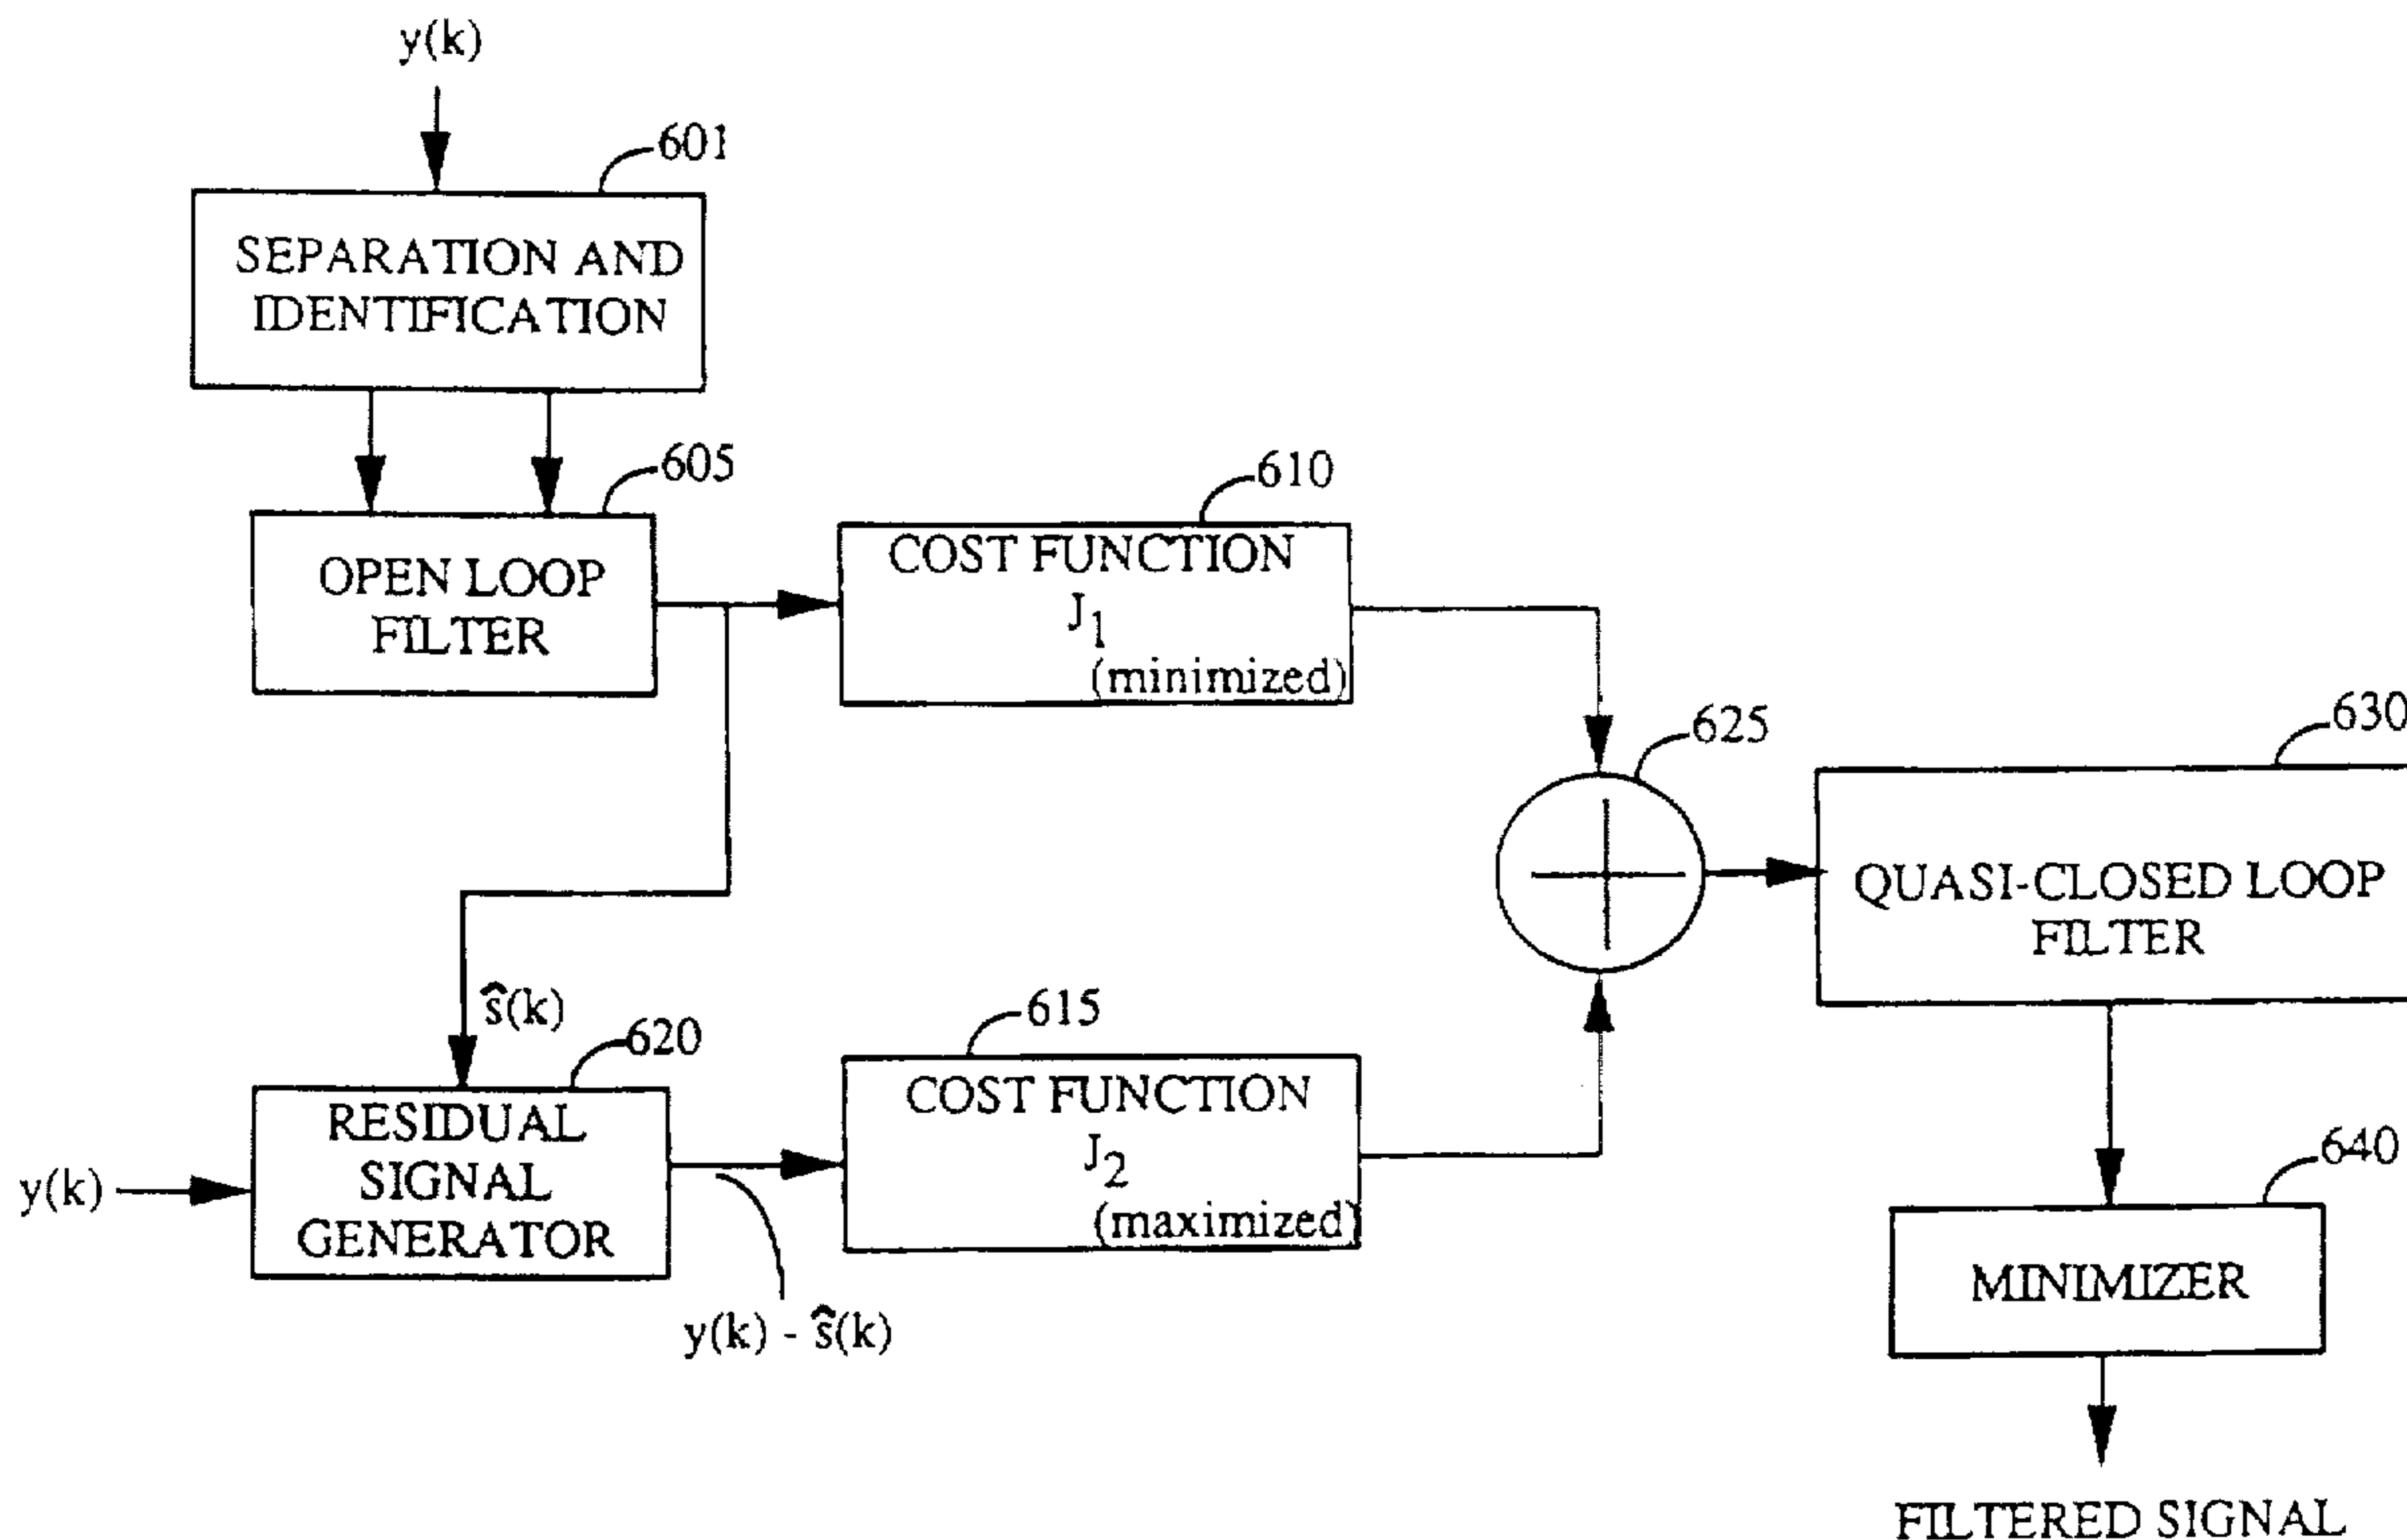 y(k)
601
SEPARATION AND
IDENTIFICATION
605
OPEN LOOP
FILTER
610
COST FUNCTION
J1
(minimized)
625
630
QUASI-CLOSED LOOP
FILTER
ŝ(k)
620
RESIDUAL
SIGNAL
GENERATOR
y(k)
y(k) - ŝ(k)
615
COST FUNCTION
J2
(maximized)
640
MINIMIZER
FILTERED SIGNAL